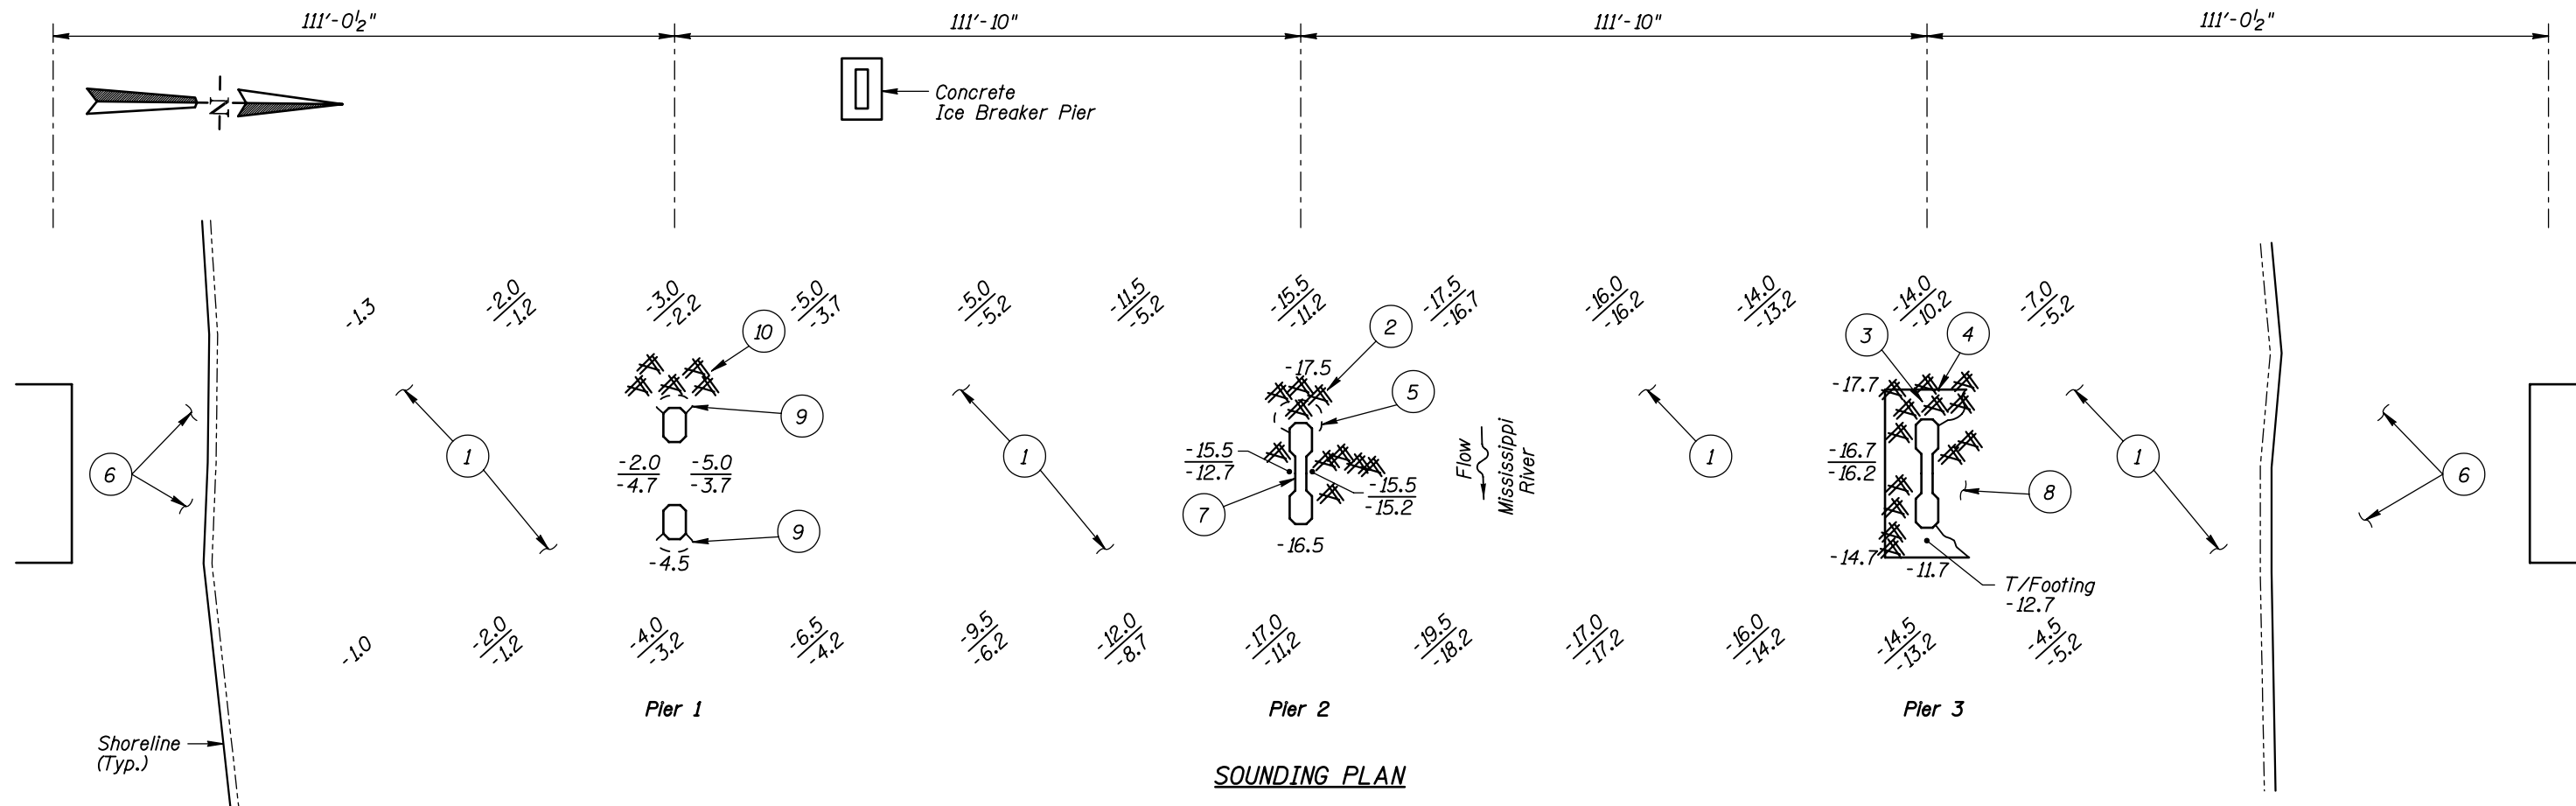 111'-0½" 111'-10" 111'-10" 111'-0½"
N
Concrete
Ice Breaker Pier
-1.3 -2.0 -3.0 -5.0 -5.0 -11.5 -15.5 -17.5 -16.0 -14.0 -14.0 -7.0
-1.2 -2.2 -3.7 -5.2 -5.2 -11.2 -16.7 -16.2 -13.2 -10.2 -5.2
10 2 3 4
-17.5 -17.7
9 5
6 1 1 1 1 6
-2.0 -5.0 -15.5 -16.7
-4.7 -3.7 -12.7 -16.2
Flow
Mississippi
River
-15.5
-15.2
7 8
9
-4.5 -16.5 -14.7 -11.7
T/Footing
-12.7
-1.0 -2.0 -4.0 -6.5 -9.5 -12.0 -17.0 -19.5 -17.0 -16.0 -14.5 -4.5
-1.2 -3.2 -4.2 -6.2 -8.7 -11,2 -18.2 -17.2 -14.2 -13.2 -5.2
Pier 1 Pier 2 Pier 3
Shoreline
(Typ.)
SOUNDING PLAN